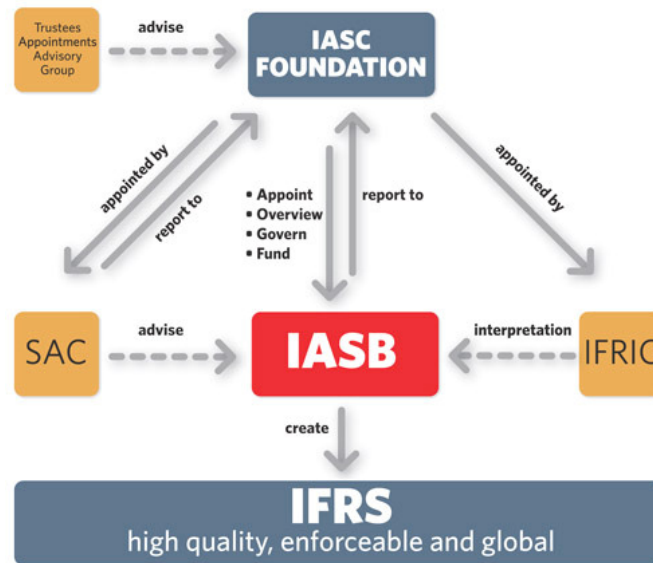 Trustees
Appointments
Advisory
Group
advise
IASC
FOUNDATION
appointed by
report to
▪ Appoint
▪ Overview
▪ Govern
▪ Fund
report to
appointed by
SAC
advise
IASB
interpretation
IFRIC
create
IFRS
high quality, enforceable and global